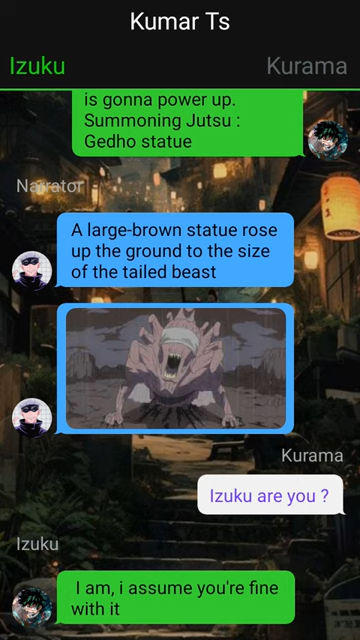 Kumar Ts
Izuku
Kurama
is gonna power up.
Summoning Jutsu :
Gedho statue
Narrator
A large-brown statue rose
up the ground to the size
of the tailed beast
Kurama
Izuku are you ?
Izuku
I am, i assume you're fine
with it